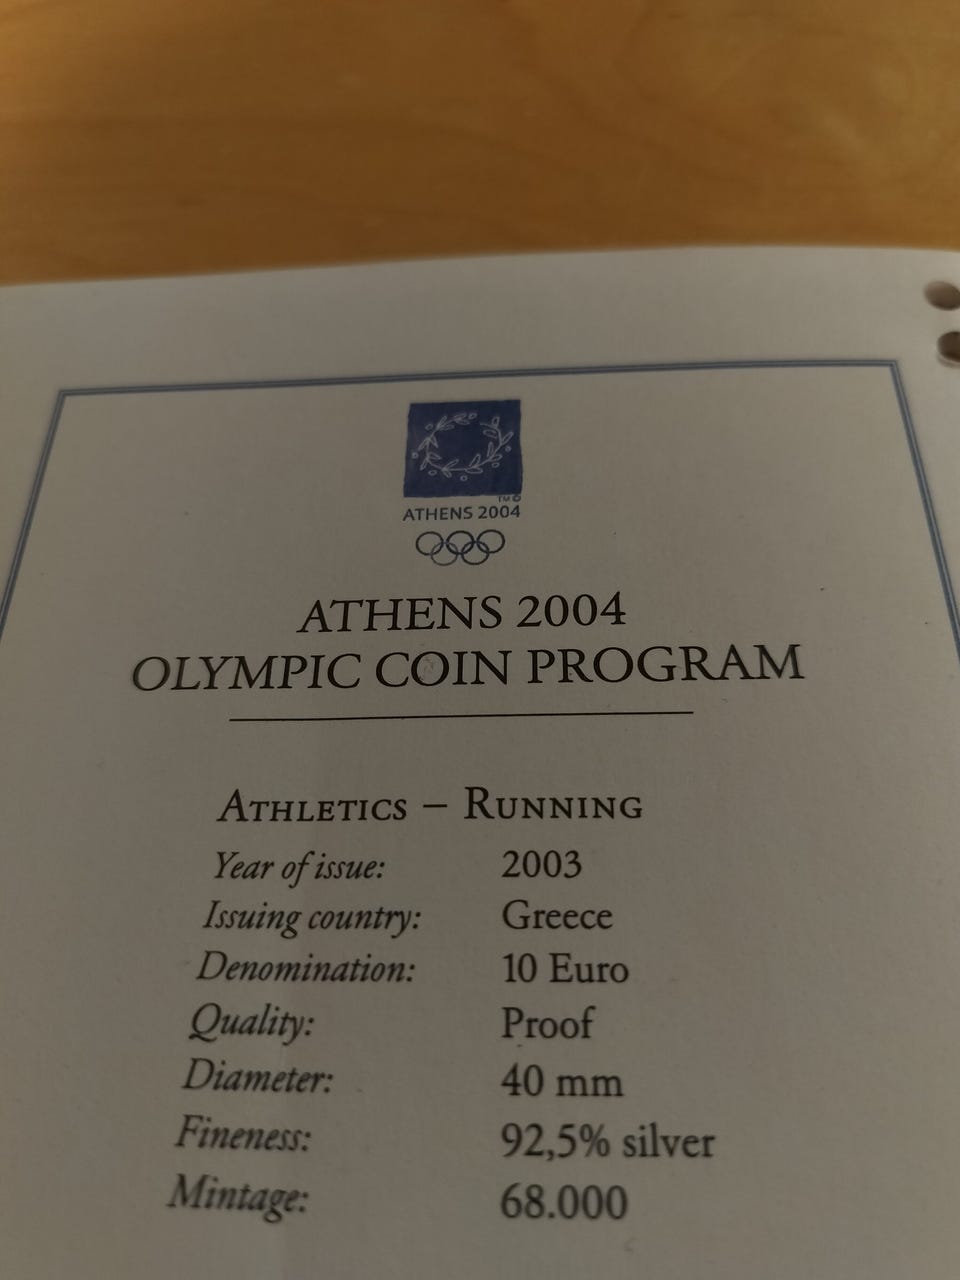 TM ©
ATHENS 2004
ATHENS 2004
OLYMPIC COIN PROGRAM
ATHLETICS – RUNNING
Year of issue: 2003
Issuing country: Greece
Denomination: 10 Euro
Quality: Proof
Diameter: 40 mm
Fineness: 92,5% silver
Mintage: 68.000